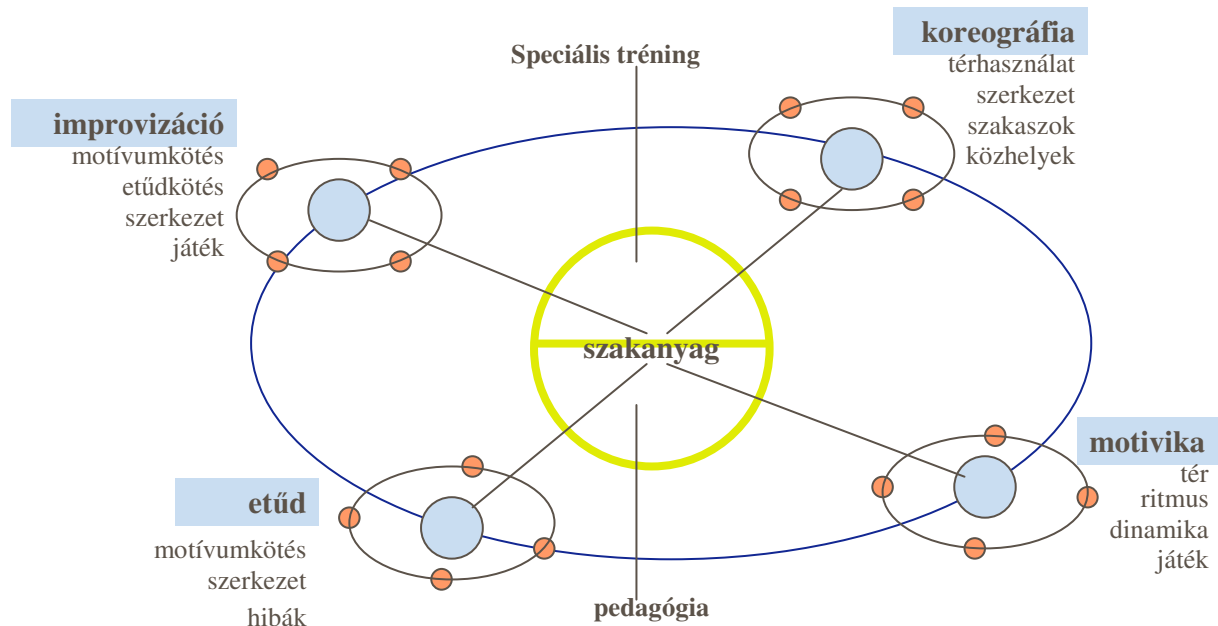 Speciális tréning
koreográfia
térhasználat
szerkezet
szakaszok
közhelyek
improvizáció
motívumkötés
etűdkötés
szerkezet
játék
szakanyag
motivika
tér
ritmus
dinamika
játék
etűd
motívumkötés
szerkezet
hibák
pedagógia